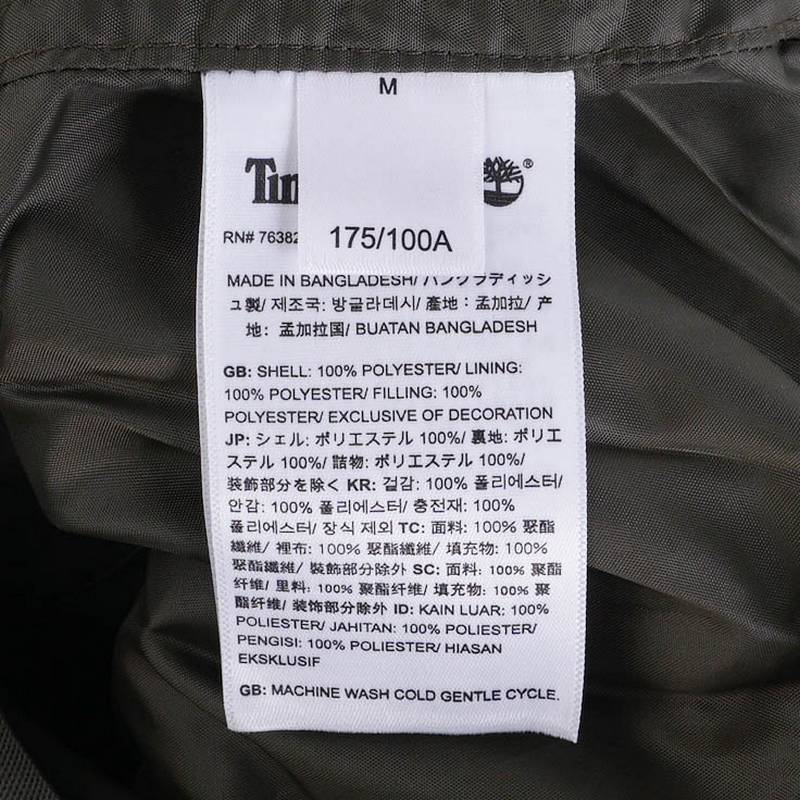 M
175/100A
RN# 76382
MADE IN BANGLADESH/ バングラディッシ
ュ製/ 제조국: 방글라데시/ 產地：孟加拉/ 产
地：孟加拉国/ BUATAN BANGLADESH
GB: SHELL: 100% POLYESTER/ LINING:
100% POLYESTER/ FILLING: 100%
POLYESTER/ EXCLUSIVE OF DECORATION
JP: シェル: ポリエステル 100%/ 裏地: ポリエ
ステル 100%/ 詰物: ポリエステル 100%/
装飾部分を除く KR: 겉감: 100% 폴리에스터/
안감: 100% 폴리에스터/ 충전재: 100%
폴리에스터/ 장식 제외 TC: 面料: 100% 聚酯
纖維/ 裡布: 100% 聚酯纖維/ 填充物: 100%
聚酯纖維/ 裝飾部分除外 SC: 面料: 100% 聚酯
纤维/ 里料: 100% 聚酯纤维/ 填充物: 100% 聚
酯纤维/ 装饰部分除外 ID: KAIN LUAR: 100%
POLIESTER/ JAHITAN: 100% POLIESTER/
PENGISI: 100% POLIESTER/ HIASAN
EKSKLUSIF
GB: MACHINE WASH COLD GENTLE CYCLE.